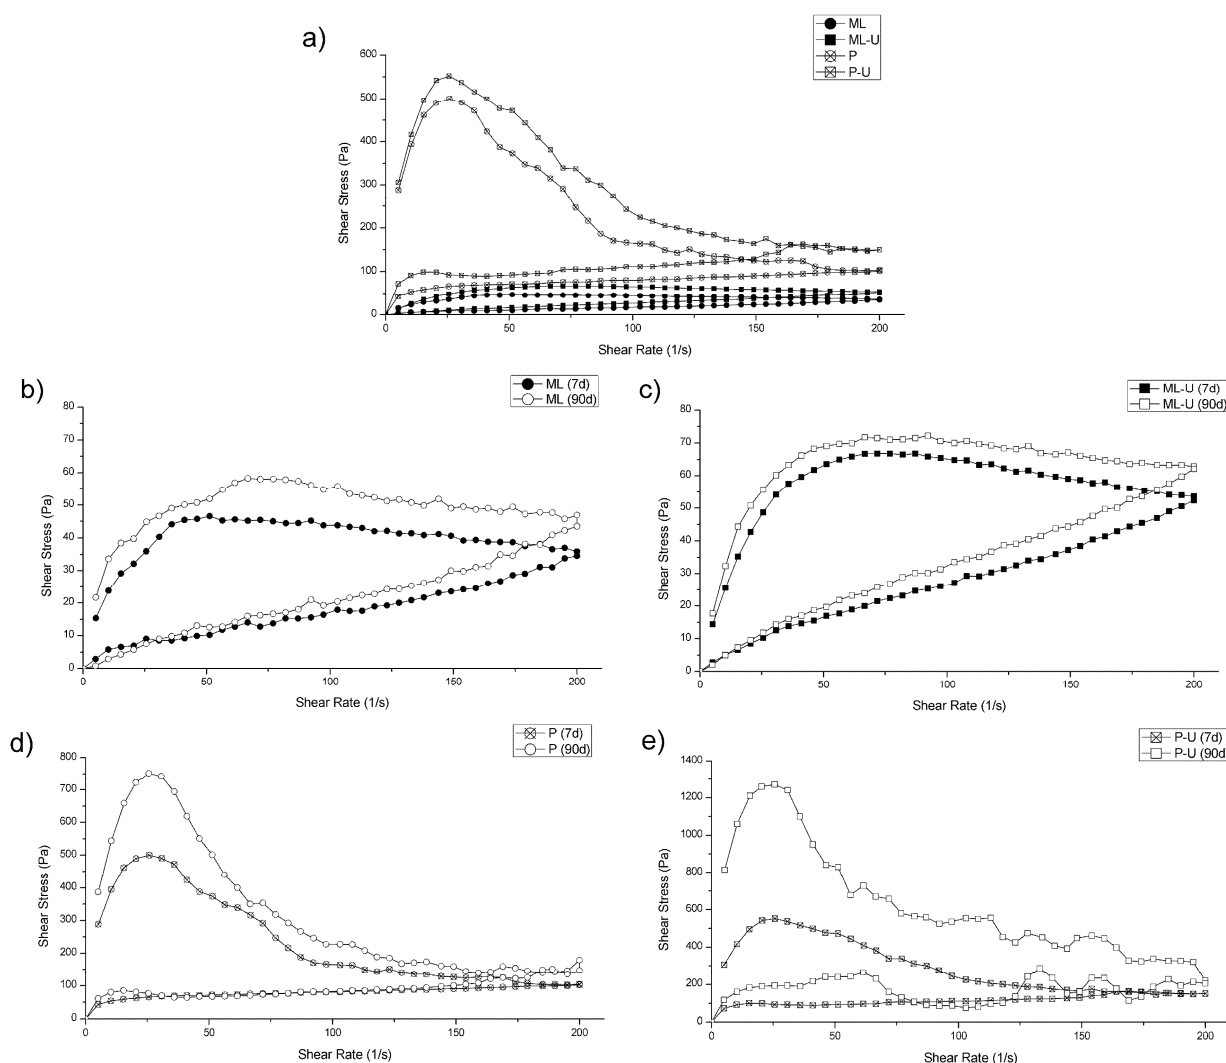 a)
ML
ML-U
P
P-U
600
500
400
300
200
100
0
Shear Stress (Pa)
0 50 100 150 200
Shear Rate (1/s)
b)
ML (7d)
ML (90d)
80
70
60
50
40
30
20
10
0
Shear Stress (Pa)
0 50 100 150 200
Shear Rate (1/s)
c)
ML-U (7d)
ML-U (90d)
80
70
60
50
40
30
20
10
0
Shear Stress (Pa)
0 50 100 150 200
Shear Rate (1/s)
d)
P (7d)
P (90d)
800
700
600
500
400
300
200
100
0
Shear Stress (Pa)
0 50 100 150 200
Shear Rate (1/s)
e)
P-U (7d)
P-U (90d)
1400
1200
1000
800
600
400
200
0
Shear Stress (Pa)
0 50 100 150 200
Shear Rate (1/s)